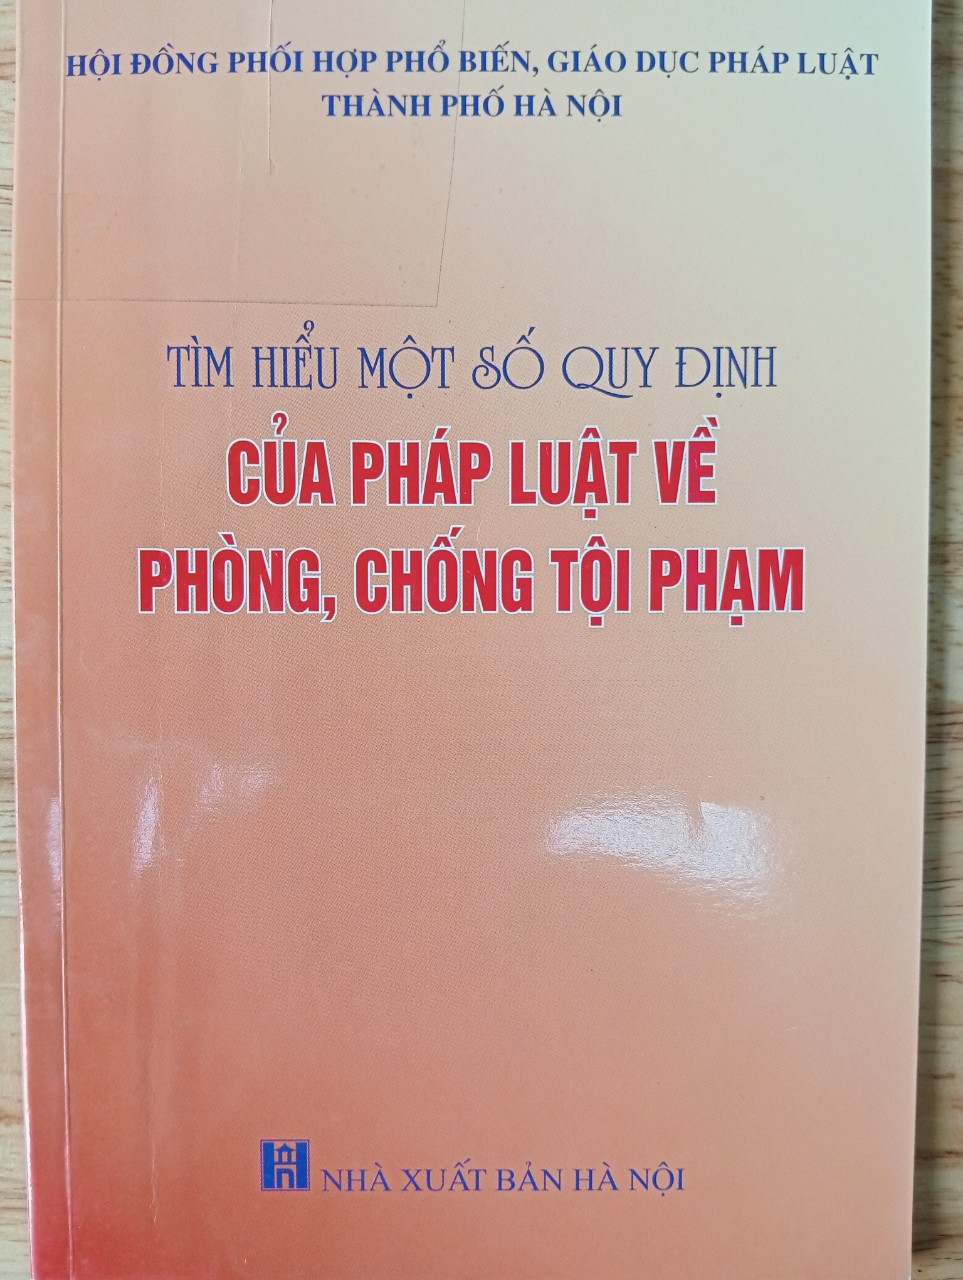 HỘI ĐỒNG PHỐI HỢP PHỔ BIẾN, GIÁO DỤC PHÁP LUẬT
THÀNH PHỐ HÀ NỘI
TÌM HIỂU MỘT SỐ QUY ĐỊNH
CỦA PHÁP LUẬT VỀ
PHÒNG, CHỐNG TỘI PHẠM
NHÀ XUẤT BẢN HÀ NỘI